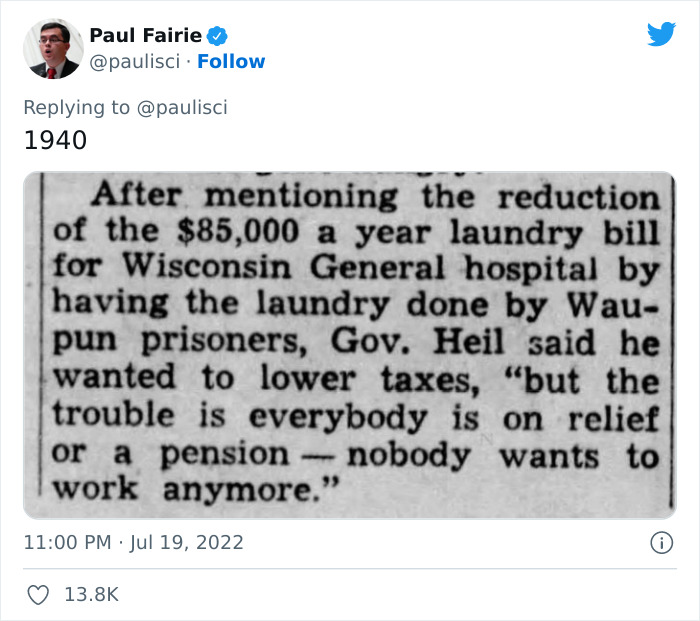 Paul Fairie
@paulisci · Follow
Replying to @paulisci
1940
After mentioning the reduction
of the $85,000 a year laundry bill
for Wisconsin General hospital by
having the laundry done by Wau-
pun prisoners, Gov. Heil said he
wanted to lower taxes, “but the
trouble is everybody is on relief
or a pension — nobody wants to
work anymore.”
11:00 PM · Jul 19, 2022
13.8K